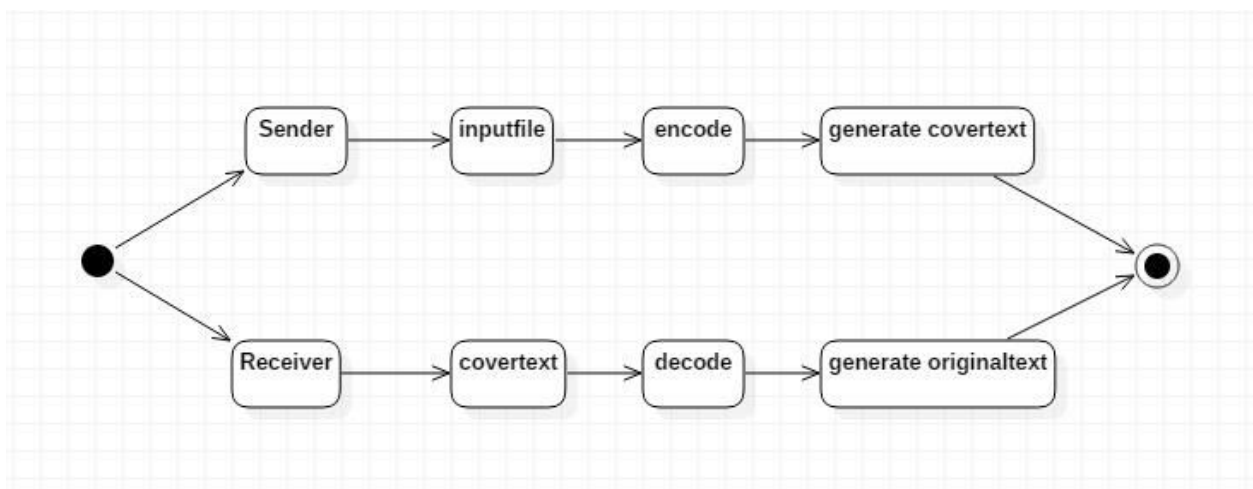 Sender
inputfile
encode
generate covertext
Receiver
covertext
decode
generate originaltext